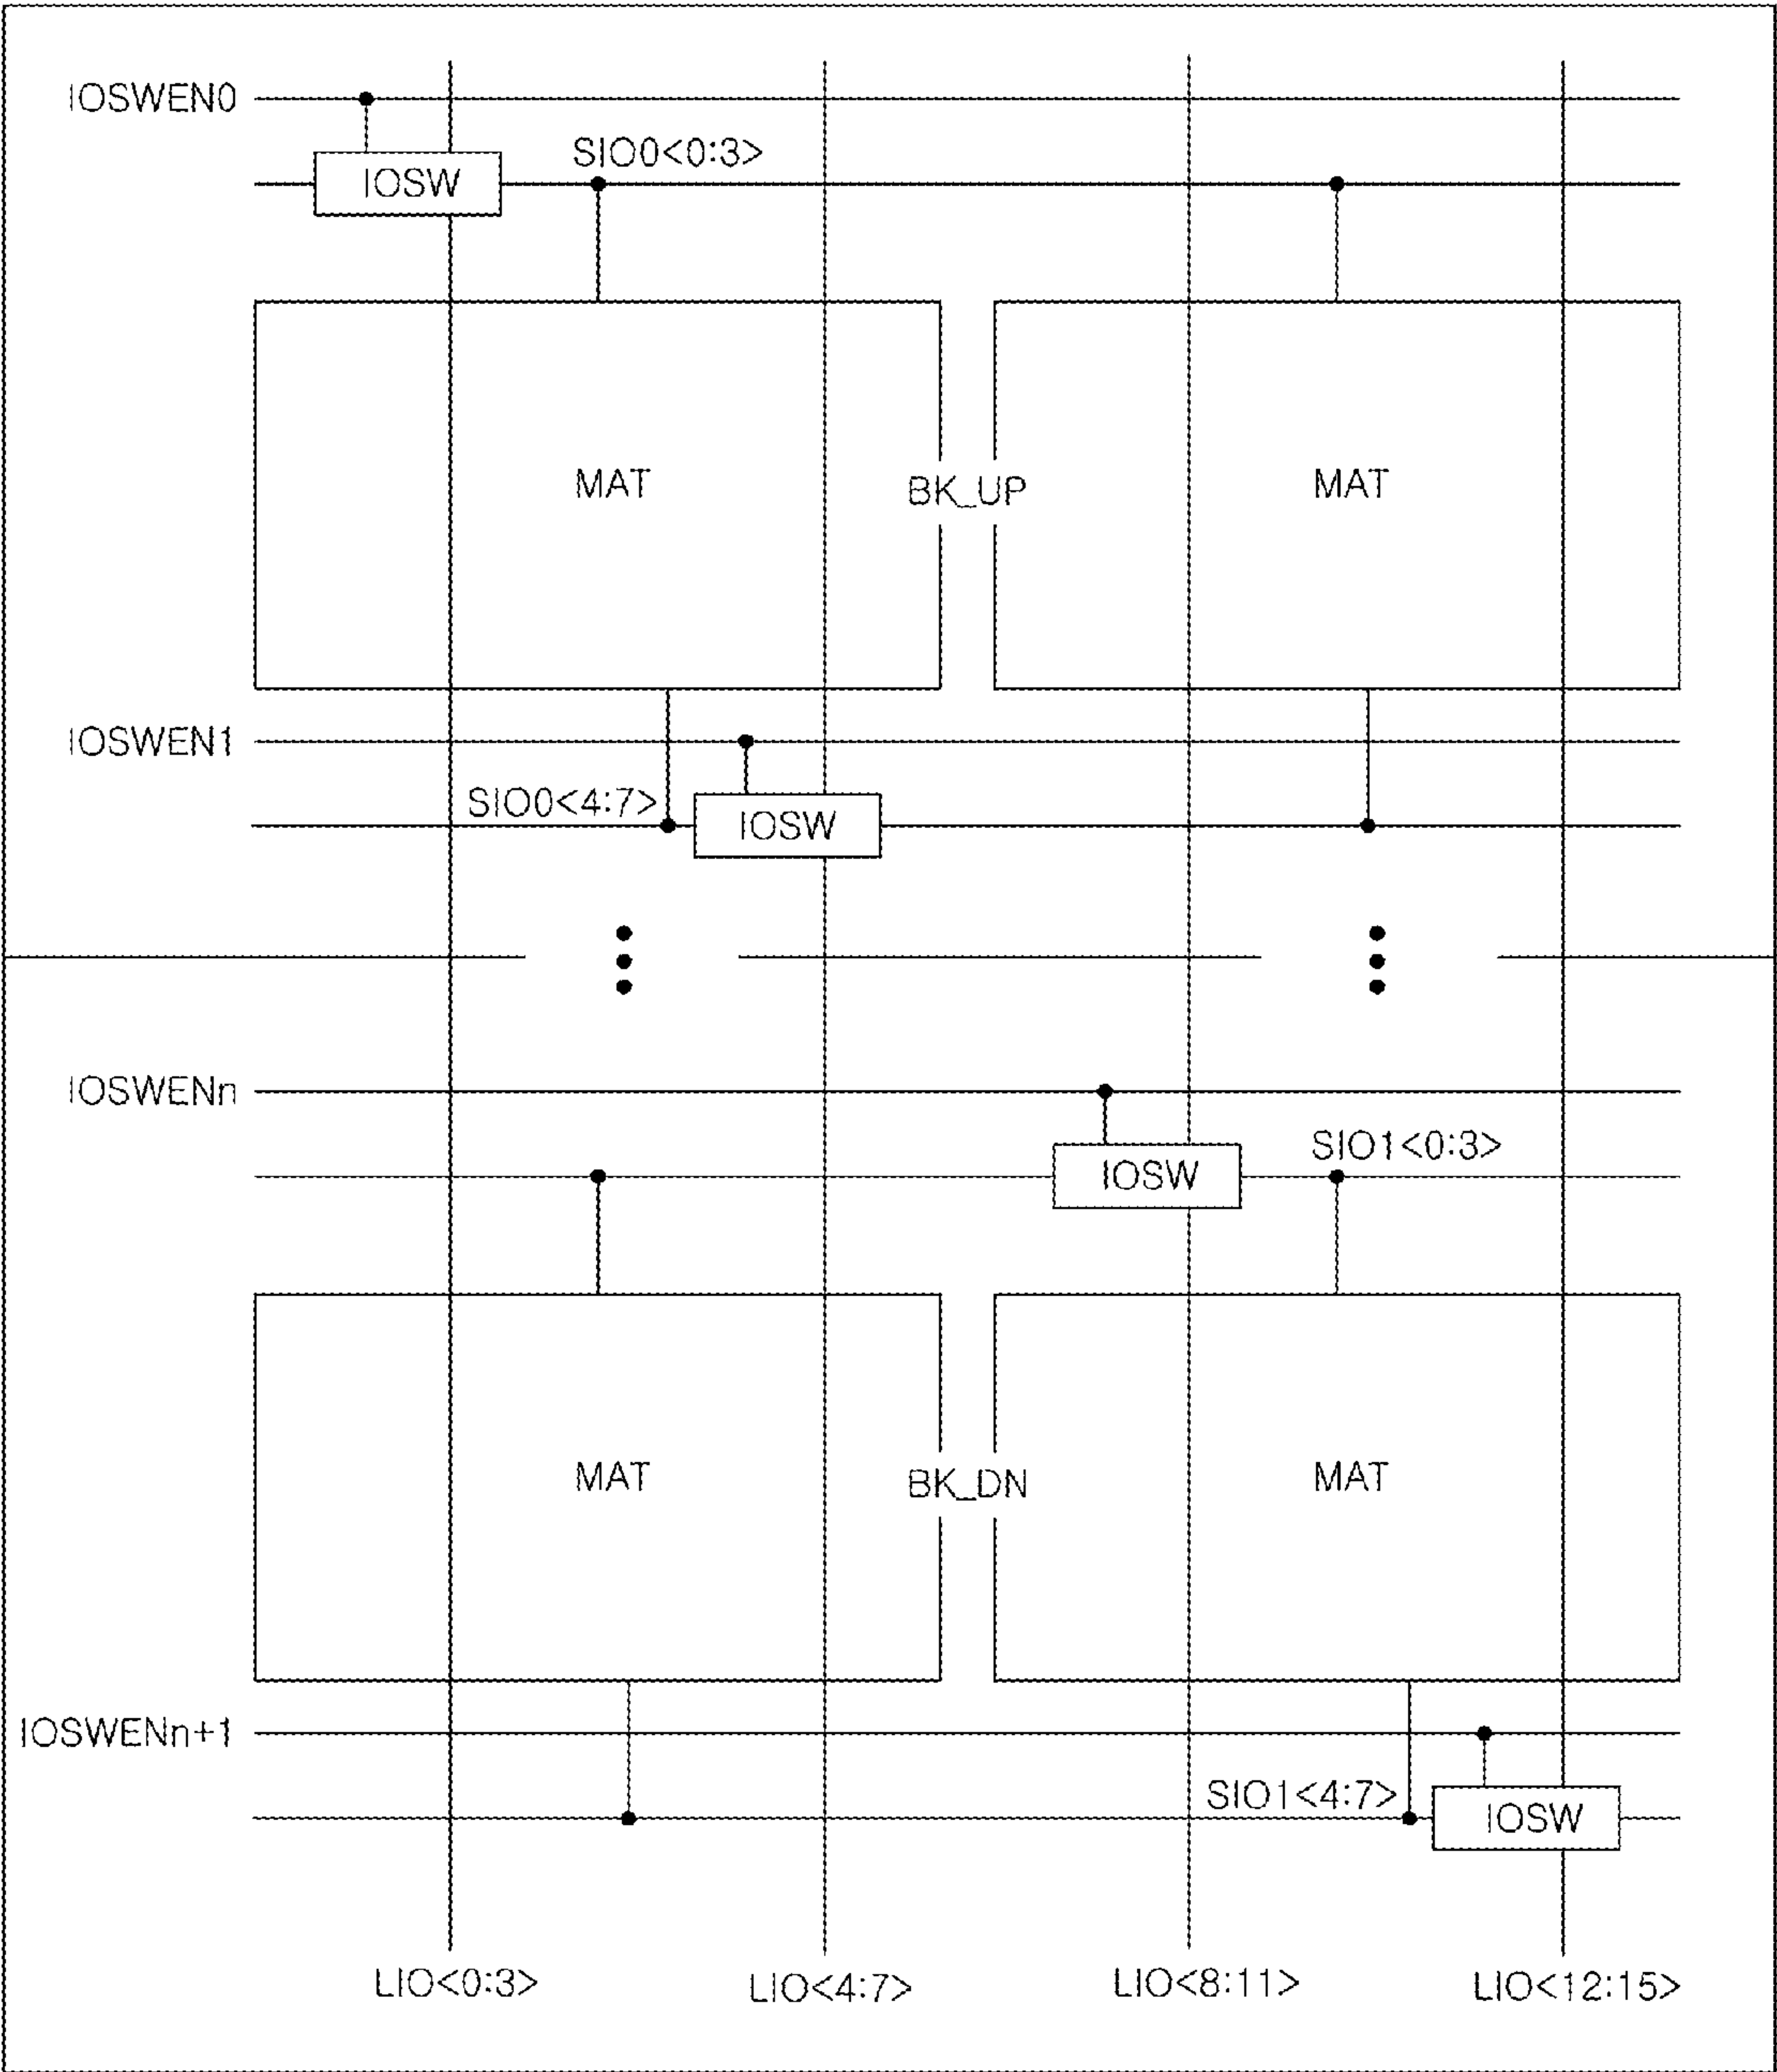 IOSWEN0
SIO0<0:3>
IOSW
MAT
BK_UP
MAT
IOSWEN1
SIO0<4:7>
IOSW
IOSWENn
SIO1<0:3>
IOSW
MAT
BK_DN
MAT
IOSWENn+1
SIO1<4:7>
IOSW
LIO<0:3>
LIO<4:7>
LIO<8:11>
LIO<12:15>